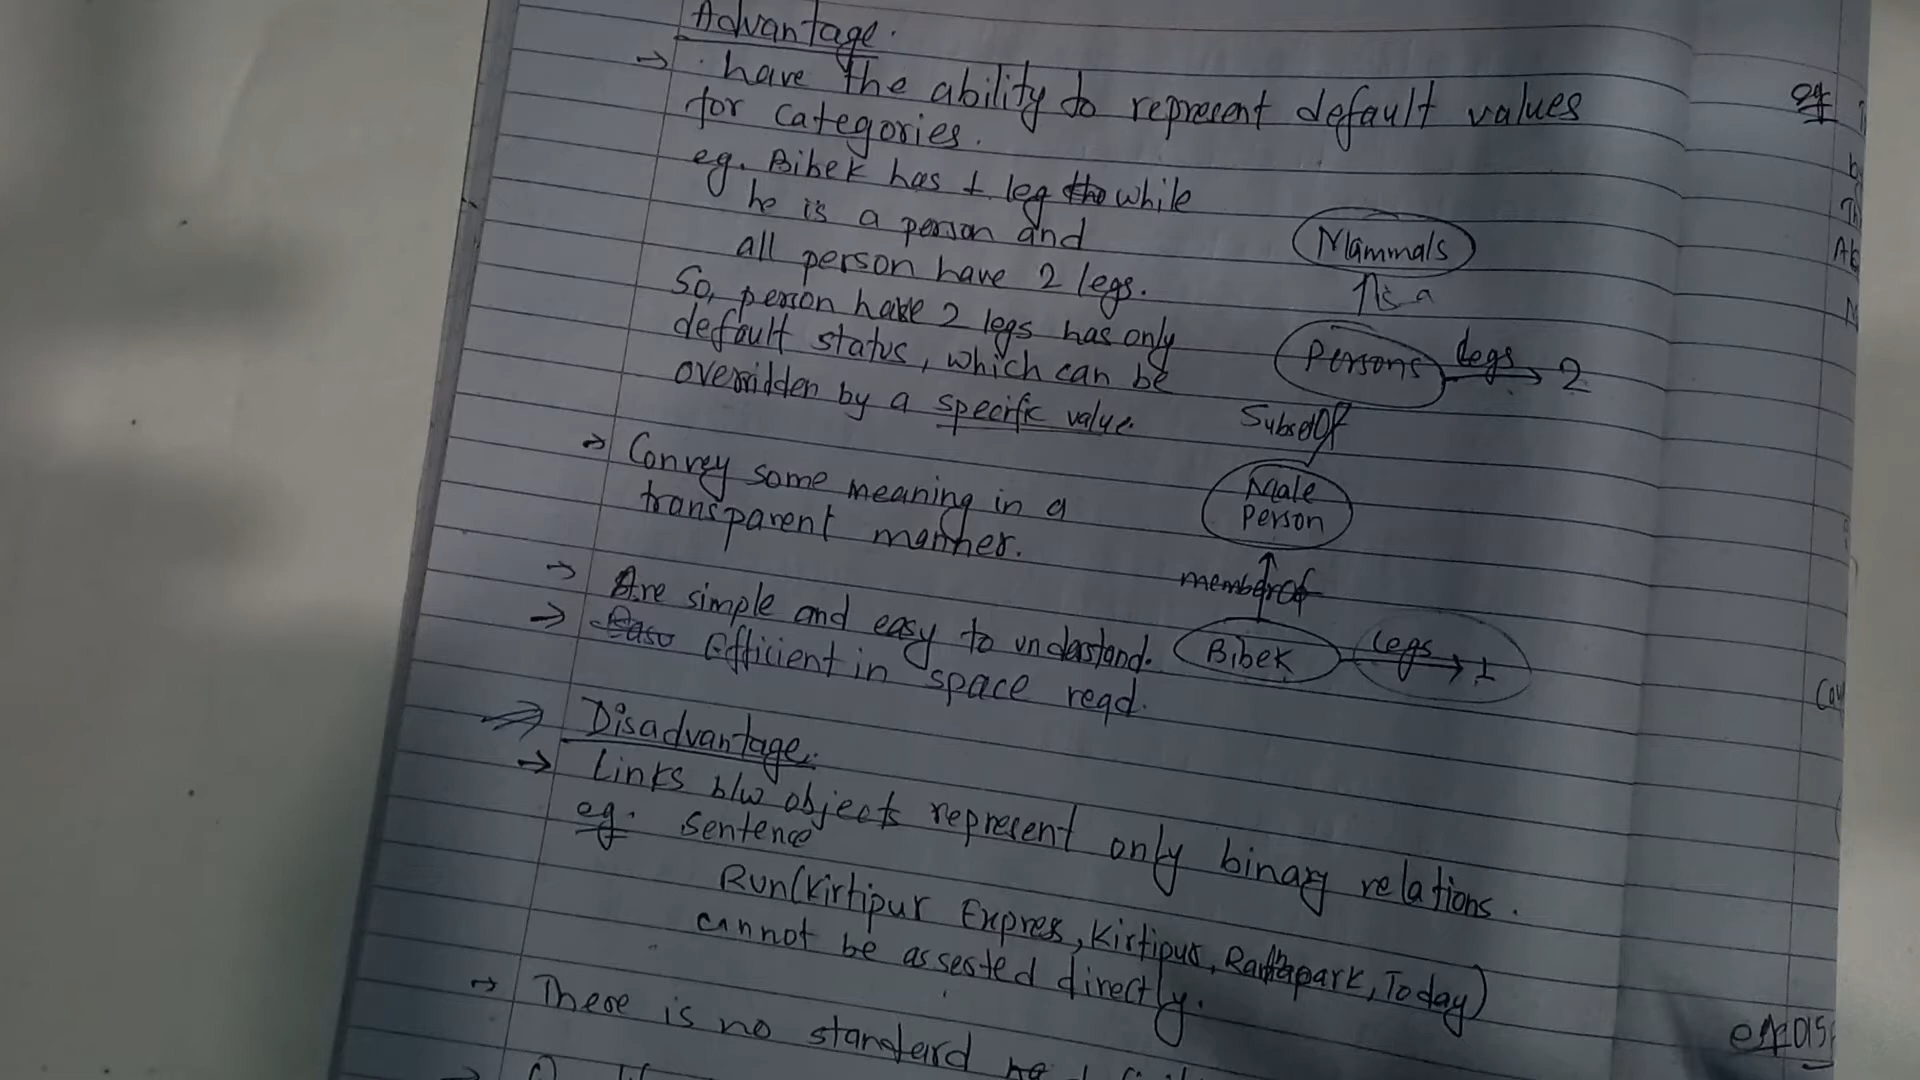 Advantage.
→ have the ability to represent default values
for categories.
eg. Bibek has 1 leg while
he is a person and
all person have 2 legs.
So, person have 2 legs has only
default status, which can be
overridden by a specific value.
Mammals
is a
Persons legs → 2
SubsetOf
Male
Person
memberof
Bibek legs → 1
→ Convey some meaning in a
transparent manner.
→ Are simple and easy to understand.
→ Efficient in space reqd.
⇒ Disadvantage:
→ Links b/w objects represent only binary relations.
eg. sentence
Run(Kirtipur Express, Kirtipur, Ratnapark, Today)
cannot be assested directly.
→ There is no standard